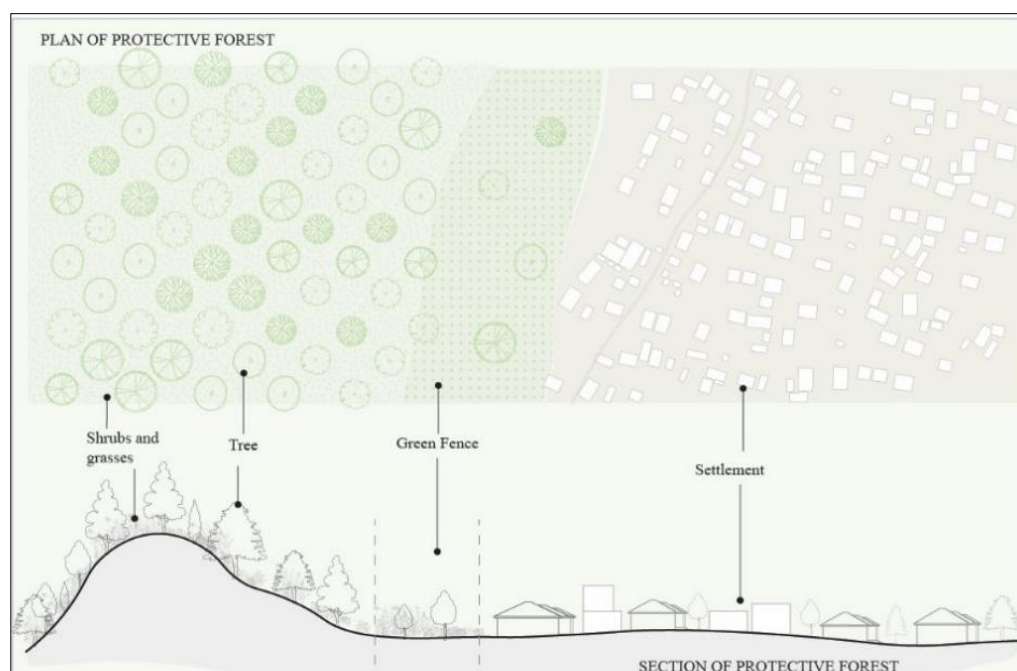 PLAN OF PROTECTIVE FOREST
Shrubs and
grasses
Tree
Green Fence
Settlement
SECTION OF PROTECTIVE FOREST